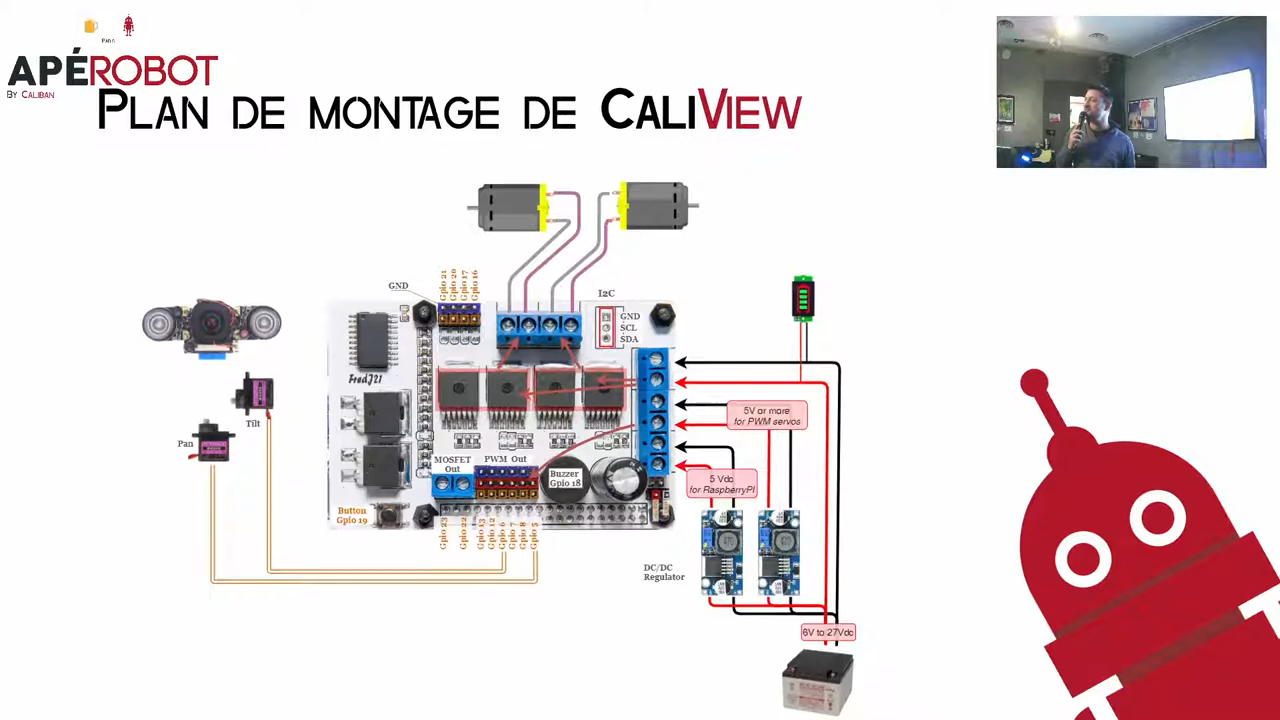 PARIS
APÉROBOT
BY CALIBAN
PLAN DE MONTAGE DE CALIVIEW
GND
Gpio 21
Gpio 20
Gpio 17
Gpio 16
I2C
GND
SCL
SDA
FredJ21
Tilt
Pan
5V or more
for PWM servos
MOSFET
Out
PWM Out
Buzzer
Gpio 18
5 Vdc
for RaspberryPI
Button
Gpio 19
Gpio 23
Gpio 22
Gpio 13
Gpio 12
Gpio 6
Gpio 7
Gpio 8
Gpio 5
DC/DC
Regulator
6V to 27Vdc